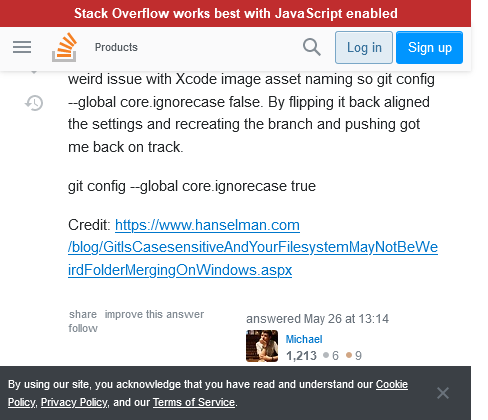 Stack Overflow works best with JavaScript enabled
Products
Log in
Sign up
weird issue with Xcode image asset naming so git config
--global core.ignorecase false. By flipping it back aligned
the settings and recreating the branch and pushing got
me back on track.
git config --global core.ignorecase true
Credit: https://www.hanselman.com
/blog/GitIsCasesensitiveAndYourFilesystemMayNotBeWe
irdFolderMergingOnWindows.aspx
share improve this answer
follow
answered May 26 at 13:14
Michael
1,213 6 9
By using our site, you acknowledge that you have read and understand our Cookie
Policy, Privacy Policy, and our Terms of Service.